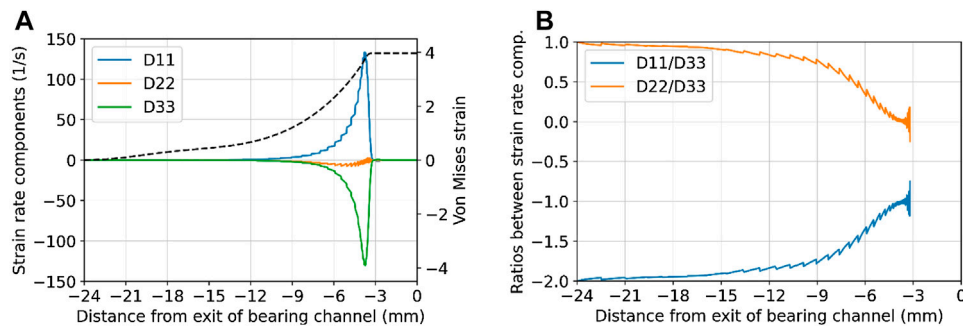 A
Strain rate components (1/s)
150
100
50
0
−50
−100
−150
D11
D22
D33
4
2
0
−2
−4
Von Mises strain
−24 −21 −18 −15 −12 −9 −6 −3 0
Distance from exit of bearing channel (mm)
B
Ratios between strain rate comp.
1.0
0.5
0.0
−0.5
−1.0
−1.5
−2.0
D11/D33
D22/D33
−24 −21 −18 −15 −12 −9 −6 −3 0
Distance from exit of bearing channel (mm)